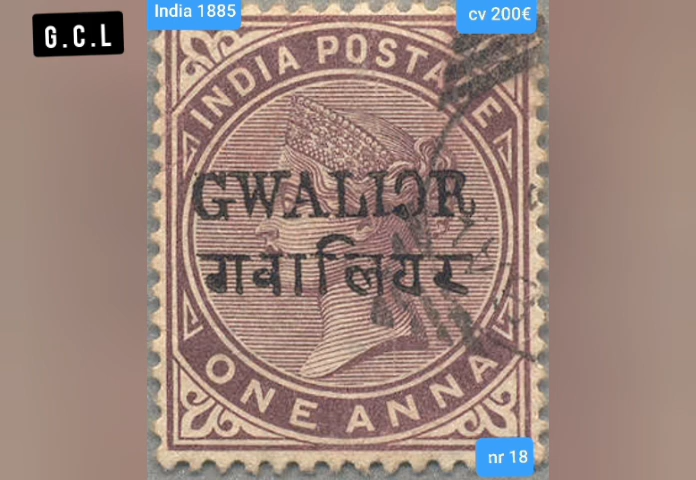 G.C.L
India 1885
cv 200€
INDIA POSTAGE
GWALIOR
गवालियर
ONE ANNA
nr 18